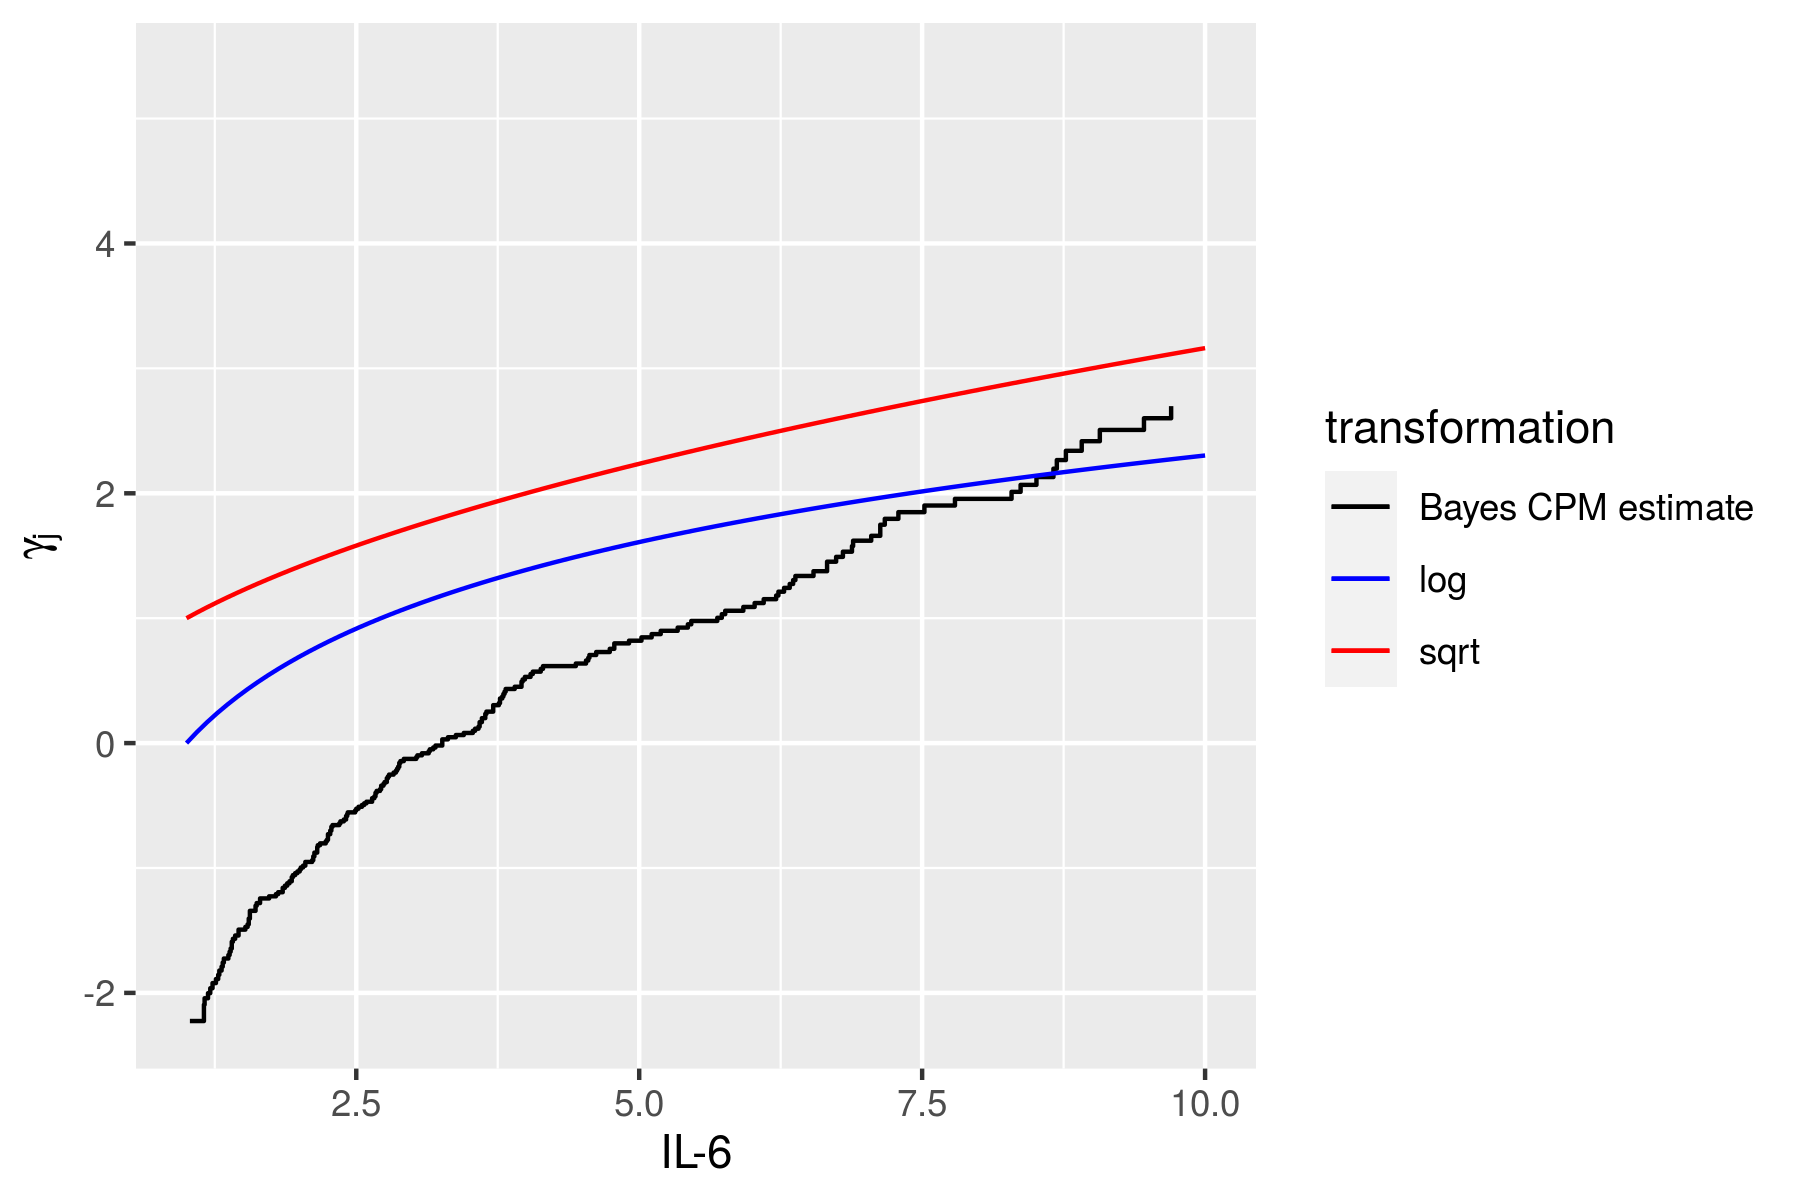 4
2
0
-2
γj
2.5 5.0 7.5 10.0
IL-6
transformation
Bayes CPM estimate
log
sqrt